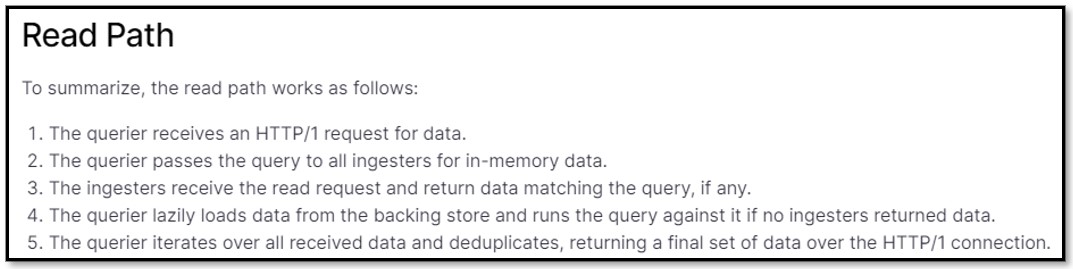 Read Path
To summarize, the read path works as follows:
1. The querier receives an HTTP/1 request for data.
2. The querier passes the query to all ingesters for in-memory data.
3. The ingesters receive the read request and return data matching the query, if any.
4. The querier lazily loads data from the backing store and runs the query against it if no ingesters returned data.
5. The querier iterates over all received data and deduplicates, returning a final set of data over the HTTP/1 connection.